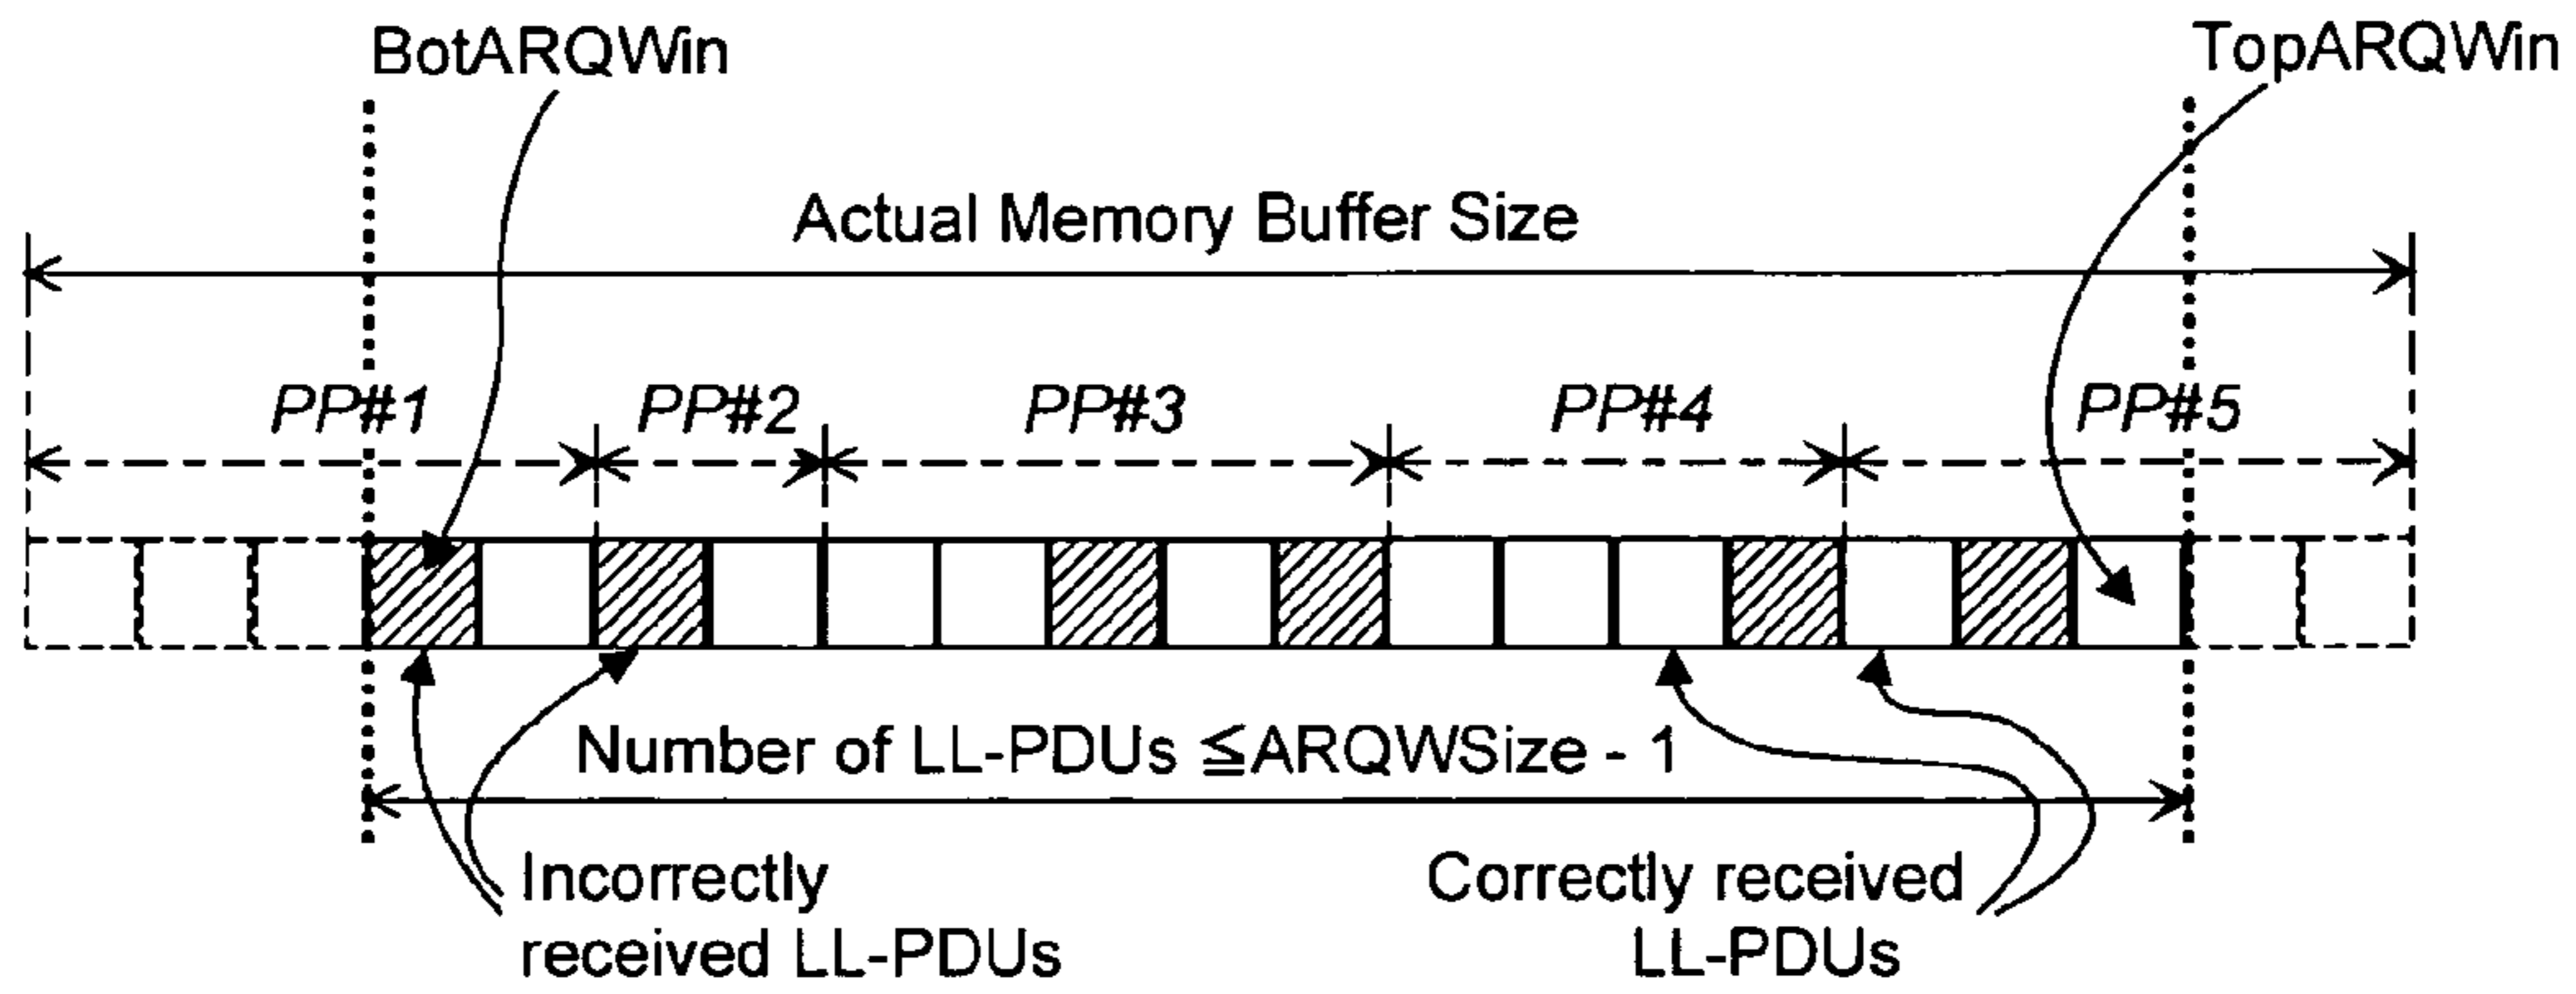 BotARQWin
TopARQWin
Actual Memory Buffer Size
PP#1
PP#2
PP#3
PP#4
PP#5
Number of LL-PDUs ≦ARQWSize - 1
Incorrectly
received LL-PDUs
Correctly received
LL-PDUs